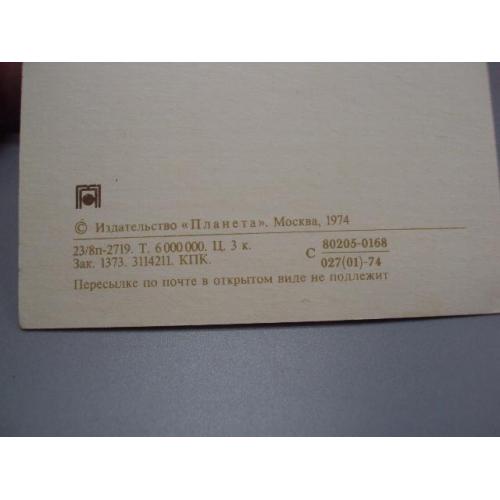 © Издательство «Планета». Москва, 1974
23/8п-2719. Т. 6 000 000. Ц. 3 к.
Зак. 1373. 3114211. КПК.
С 80205-0168
027(01)-74
Пересылке по почте в открытом виде не подлежит